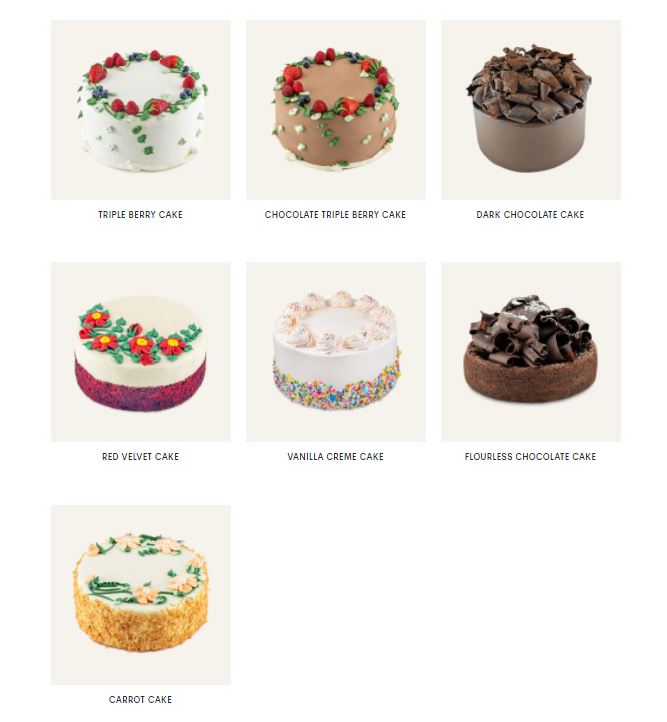 TRIPLE BERRY CAKE
CHOCOLATE TRIPLE BERRY CAKE
DARK CHOCOLATE CAKE
RED VELVET CAKE
VANILLA CREME CAKE
FLOURLESS CHOCOLATE CAKE
CARROT CAKE